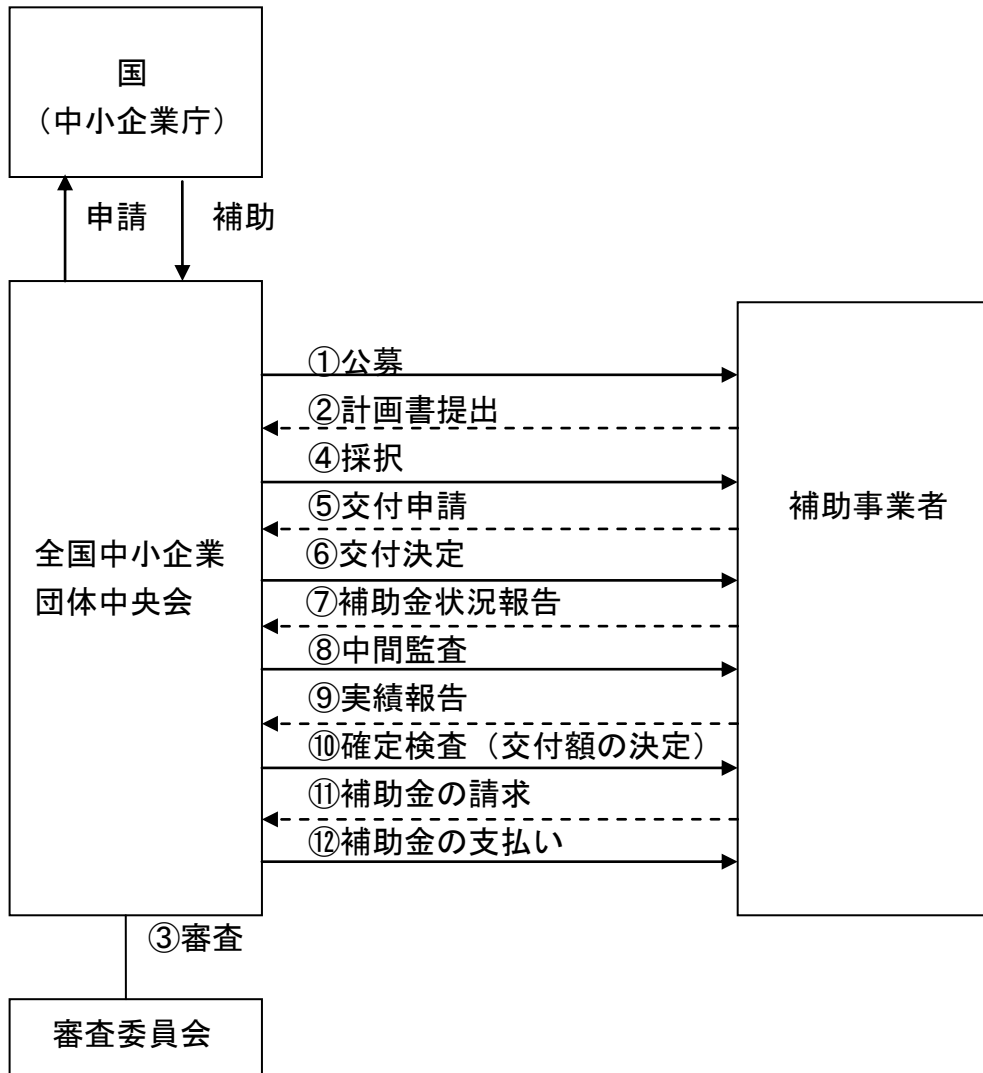 国
（中小企業庁）
申請
補助
①公募
②計画書提出
④採択
⑤交付申請
補助事業者
⑥交付決定
全国中小企業
団体中央会
⑦補助金状況報告
⑧中間監査
⑨実績報告
⑩確定検査（交付額の決定）
⑪補助金の請求
⑫補助金の支払い
③審査
審査委員会